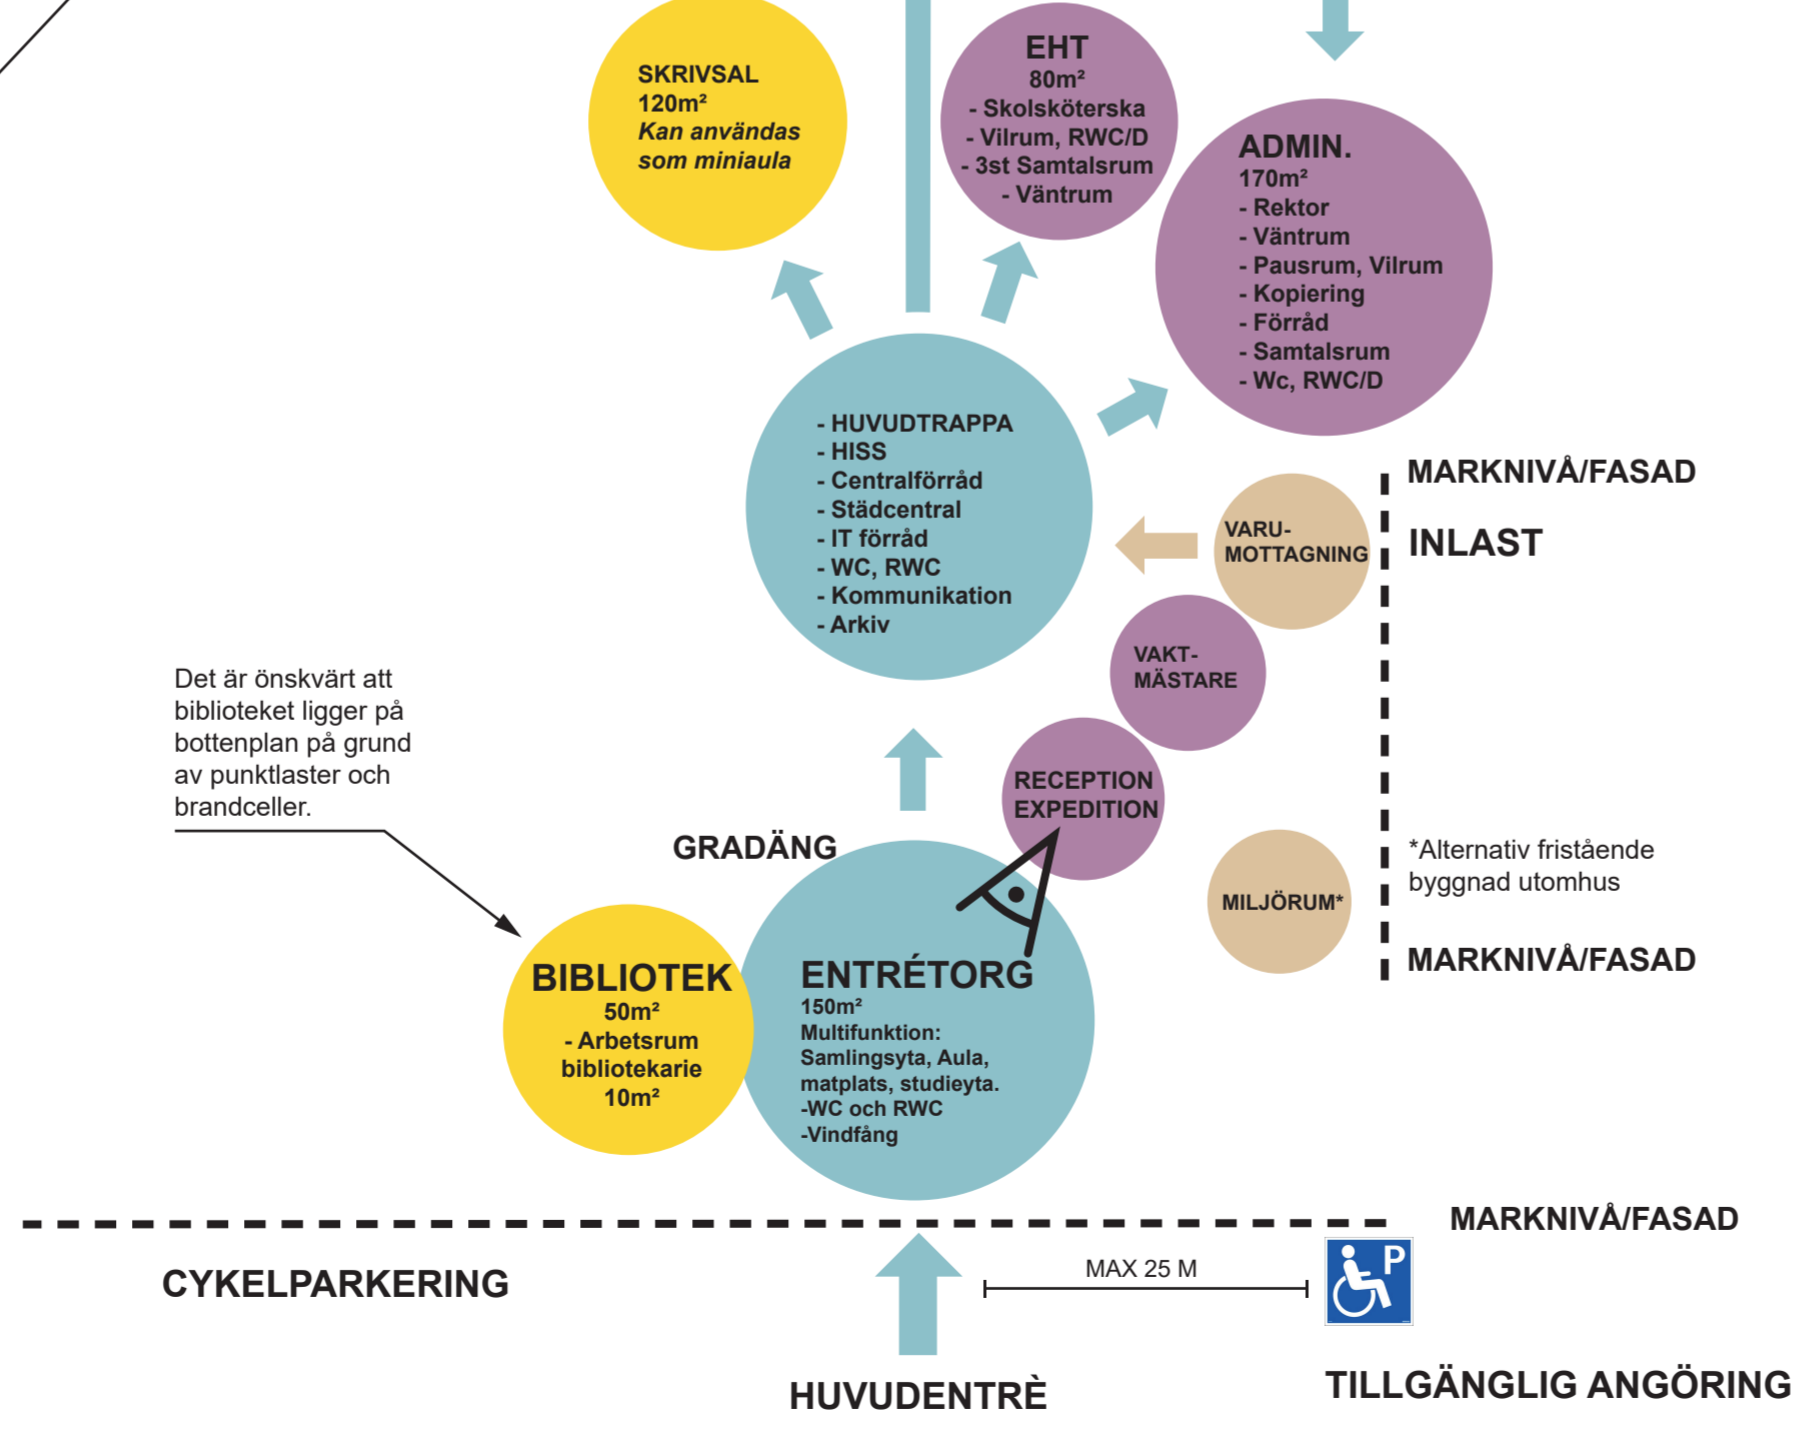 SKRIVSAL
120m²
Kan användas
som miniaula
EHT
80m²
- Skolsköterska
- Vilrum, RWC/D
- 3st Samtalsrum
- Väntrum
ADMIN.
170m²
- Rektor
- Väntrum
- Pausrum, Vilrum
- Kopiering
- Förråd
- Samtalsrum
- Wc, RWC/D
- HUVUDTRAPPA
- HISS
- Centralförråd
- Städcentral
- IT förråd
- WC, RWC
- Kommunikation
- Arkiv
MARKNIVÅ/FASAD
VARU-
MOTTAGNING
INLAST
VAKT-
MÄSTARE
RECEPTION
EXPEDITION
Det är önskvärt att
biblioteket ligger på
bottenplan på grund
av punktlaster och
brandceller.
GRADÄNG
MILJÖRUM*
*Alternativ fristående
byggnad utomhus
MARKNIVÅ/FASAD
BIBLIOTEK
50m²
- Arbetsrum
bibliotekarie
10m²
ENTRÉTORG
150m²
Multifunktion:
Samlingsyta, Aula,
matplats, studieyta.
-WC och RWC
-Vindfång
MARKNIVÅ/FASAD
CYKELPARKERING
MAX 25 M
P
HUVUDENTRÈ
TILLGÄNGLIG ANGÖRING